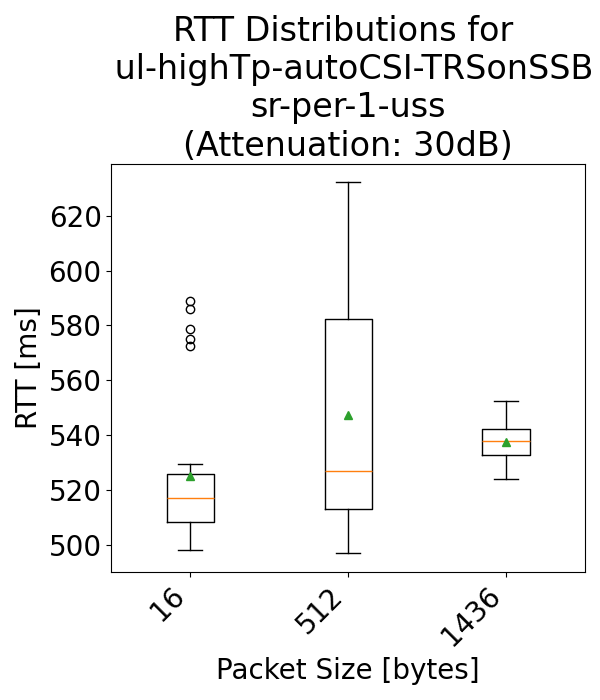 RTT Distributions for
ul-highTp-autoCSI-TRSonSSB
sr-per-1-uss
(Attenuation: 30dB)
RTT [ms]
620
600
580
560
540
520
500
16
512
1436
Packet Size [bytes]